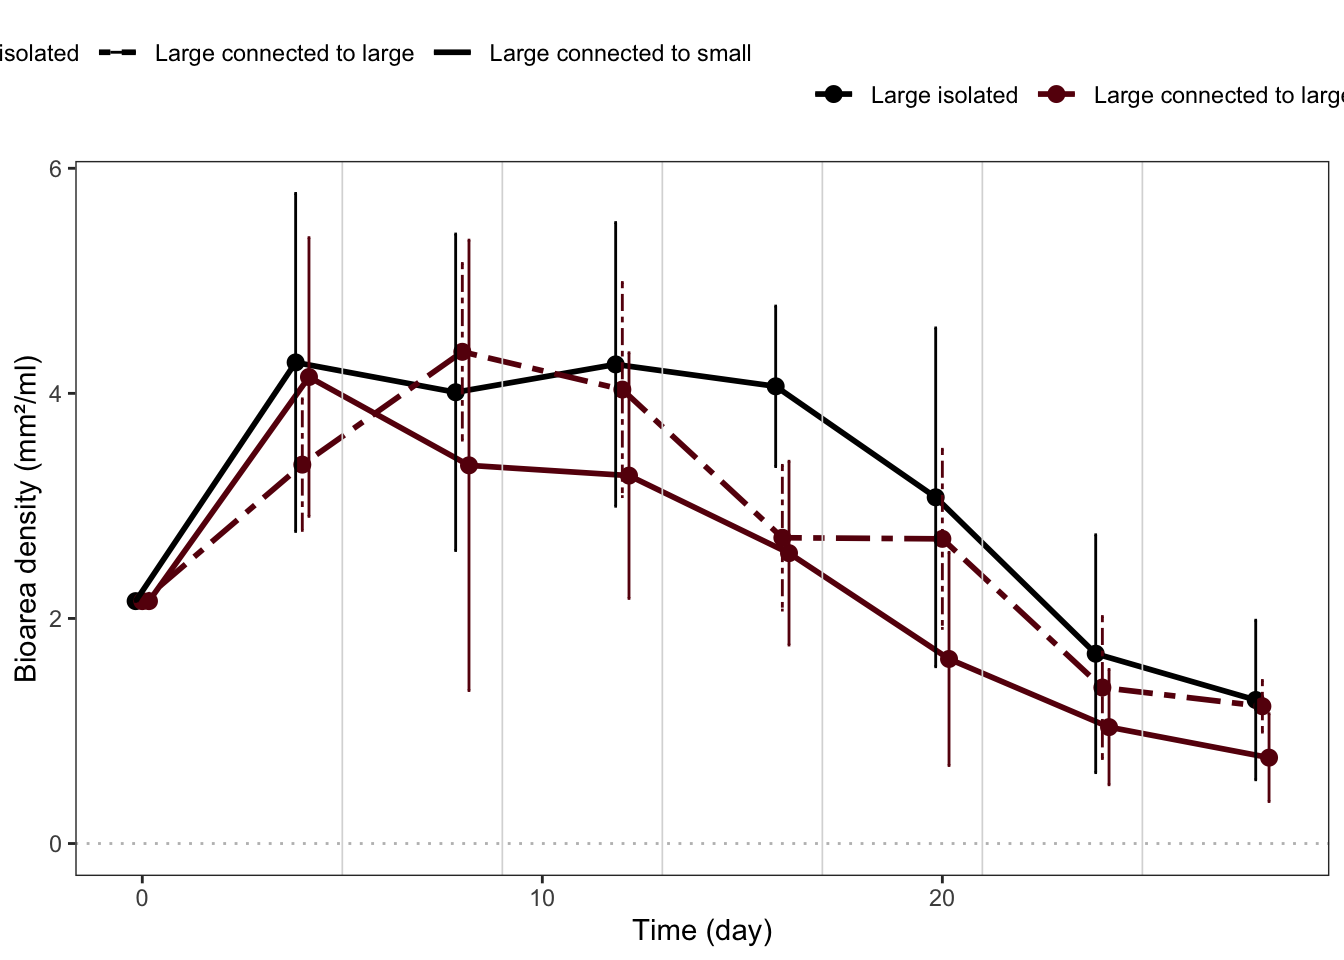 isolated Large connected to large Large connected to small
Large isolated Large connected to large
6
4
2
0
Bioarea density (mm²/ml)
0 10 20
Time (day)